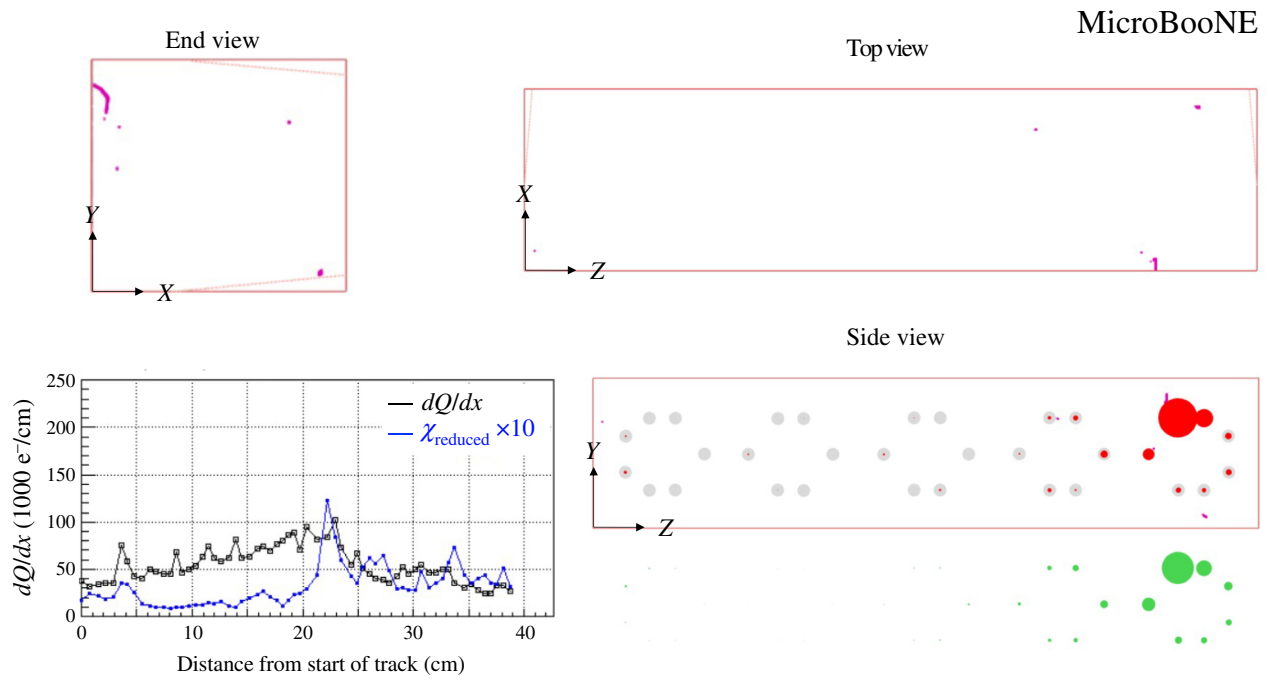 MicroBooNE
End view
Top view
Y
X
X
Z
Side view
250
200
150
100
50
0
dQ/dx (1000 e⁻/cm)
dQ/dx
χreduced ×10
0 10 20 30 40
Distance from start of track (cm)
Y
Z